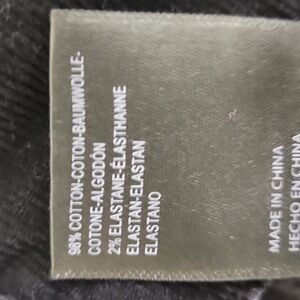 98% COTTON-COTON-BAUMWOLLE-
COTONE-ALGODÓN
2% ELASTANE-ÉLASTHANNE
ELASTAN-ELASTAN
ELASTANO
MADE IN CHINA
HECHO EN CHINA